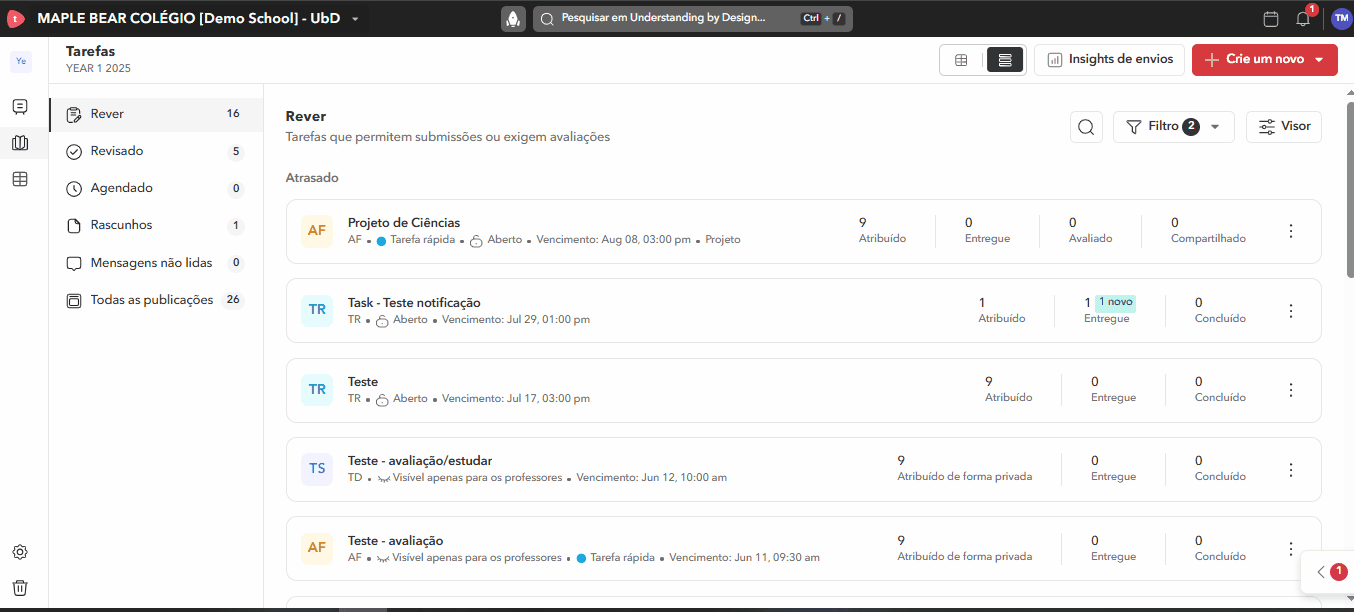 MAPLE BEAR COLÉGIO [Demo School] - UbD
Pesquisar em Understanding by Design...
Ctrl + /
1
TM
Ye
Tarefas
YEAR 1 2025
Insights de envios
Crie um novo
Rever 16
Revisado 5
Agendado 0
Rascunhos 1
Mensagens não lidas 0
Todas as publicações 26
Rever
Tarefas que permitem submissões ou exigem avaliações
Filtro 2
Visor
Atrasado
AF
Projeto de Ciências
AF • Tarefa rápida • Aberto • Vencimento: Aug 08, 03:00 pm • Projeto
9 0 0 0
Atribuído Entregue Avaliado Compartilhado
TR
Task - Teste notificação
TR • Aberto • Vencimento: Jul 29, 01:00 pm
1 1 1 novo 0
Atribuído Entregue Concluído
TR
Teste
TR • Aberto • Vencimento: Jul 17, 03:00 pm
9 0 0
Atribuído Entregue Concluído
TS
Teste - avaliação/estudar
TD • Visível apenas para os professores • Vencimento: Jun 12, 10:00 am
9 0 0
Atribuído de forma privada Entregue Concluído
AF
Teste - avaliação
AF • Visível apenas para os professores • Tarefa rápida • Vencimento: Jun 11, 09:30 am
9 0 0
Atribuído de forma privada Entregue Concluído
1